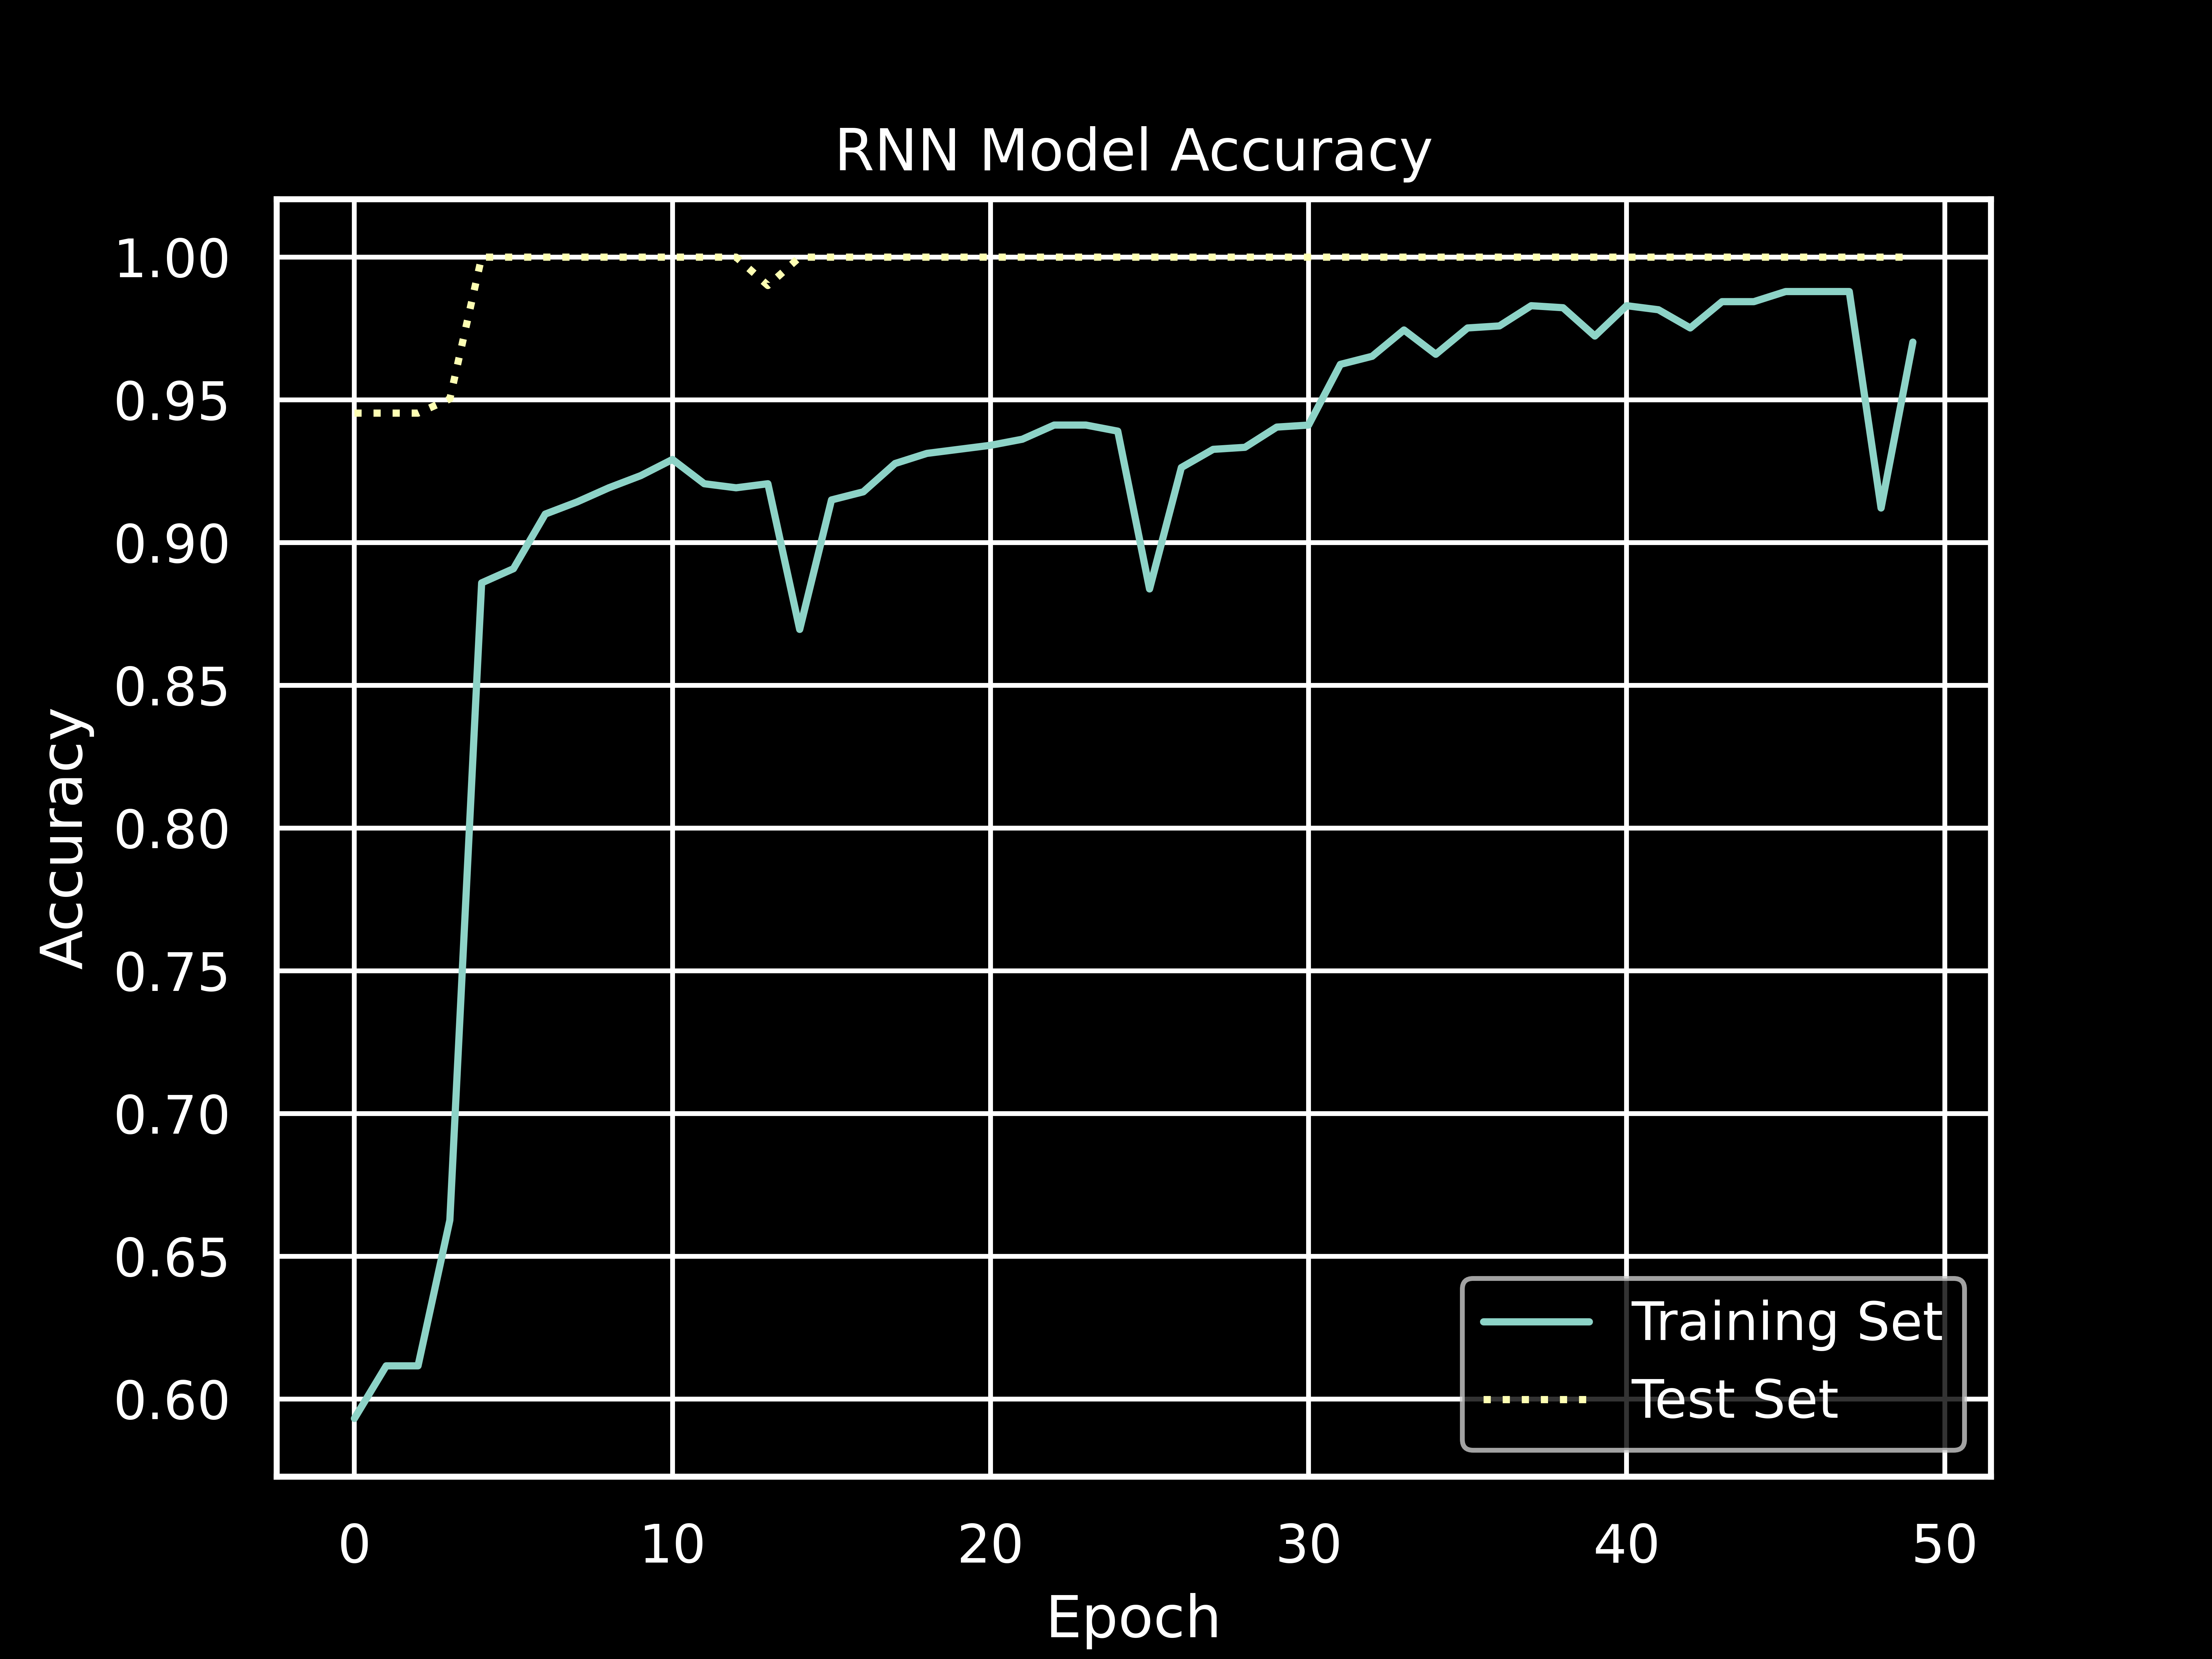 RNN Model Accuracy
1.00
0.95
0.90
0.85
0.80
0.75
0.70
0.65
0.60
Accuracy
Training Set
Test Set
0 10 20 30 40 50
Epoch